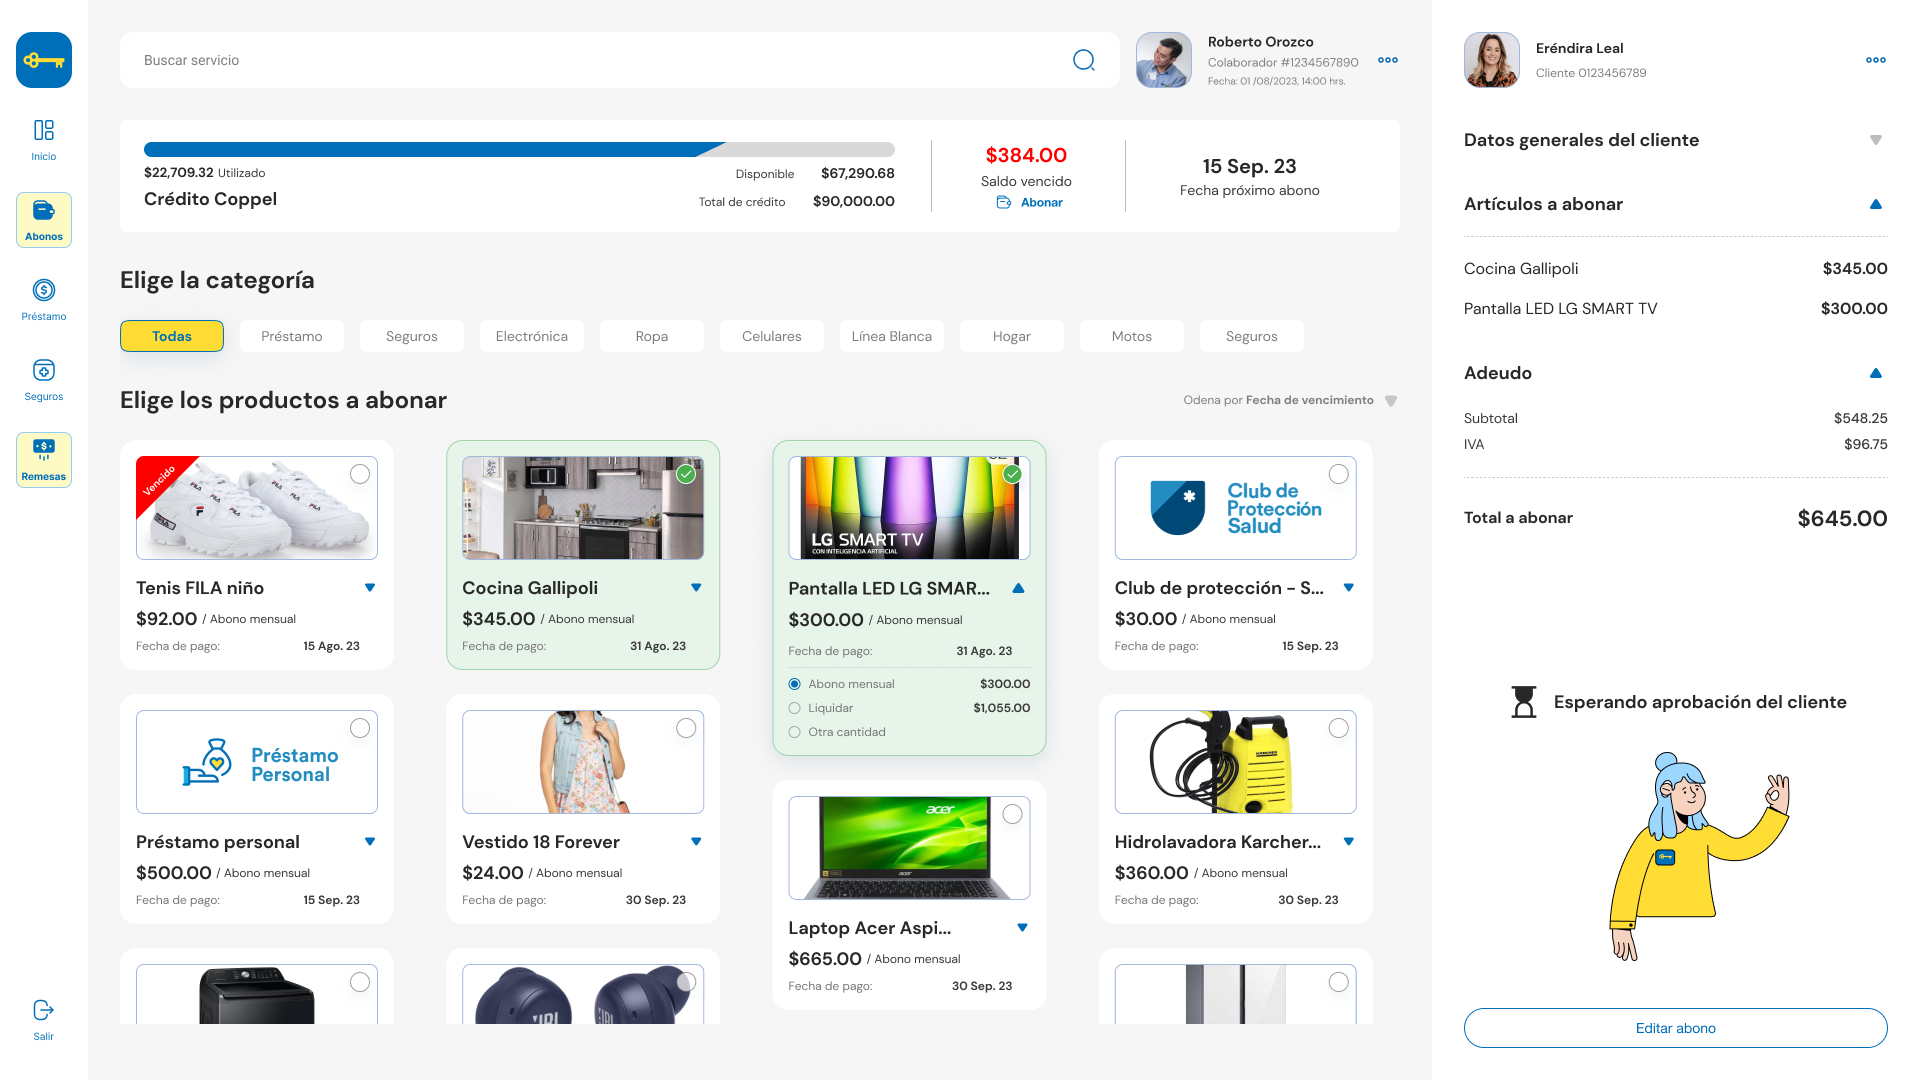 Inicio
Abonos
Préstamo
Seguros
Remesas
Salir
Buscar servicio
Roberto Orozco
Colaborador #1234567890
Fecha: 01 /08/2023, 14:00 hrs.
$22,709.32 Utilizado
Disponible $67,290.68
Crédito Coppel
Total de crédito $90,000.00
$384.00
Saldo vencido
Abonar
15 Sep. 23
Fecha próximo abono
Elige la categoría
Todas
Préstamo
Seguros
Electrónica
Ropa
Celulares
Línea Blanca
Hogar
Motos
Seguros
Elige los productos a abonar
Odena por Fecha de vencimiento
Vencido
FILA
FILA
FILA
FILA
Tenis FILA niño
$92.00 / Abono mensual
Fecha de pago: 15 Ago. 23
Cocina Gallipoli
$345.00 / Abono mensual
Fecha de pago: 31 Ago. 23
LG SMART TV
CON INTELIGENCIA ARTIFICIAL
Pantalla LED LG SMAR...
$300.00 / Abono mensual
Fecha de pago: 31 Ago. 23
Abono mensual $300.00
Liquidar $1,055.00
Otra cantidad
Club de
Protección
Salud
Club de protección - S...
$30.00 / Abono mensual
Fecha de pago: 15 Sep. 23
Préstamo
Personal
Préstamo personal
$500.00 / Abono mensual
Fecha de pago: 15 Sep. 23
Vestido 18 Forever
$24.00 / Abono mensual
Fecha de pago: 30 Sep. 23
acer
acer
Laptop Acer Aspi...
$665.00 / Abono mensual
Fecha de pago: 30 Sep. 23
KARCHER
Hidrolavadora Karcher...
$360.00 / Abono mensual
Fecha de pago: 30 Sep. 23
JBL
JBL
Eréndira Leal
Cliente 0123456789
Datos generales del cliente
Artículos a abonar
Cocina Gallipoli $345.00
Pantalla LED LG SMART TV $300.00
Adeudo
Subtotal $548.25
IVA $96.75
Total a abonar $645.00
Esperando aprobación del cliente
Editar abono